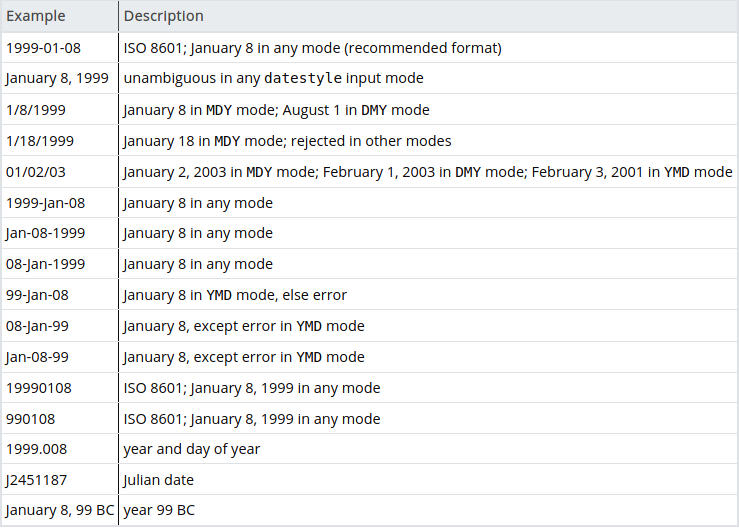 Example Description
1999-01-08 ISO 8601; January 8 in any mode (recommended format)
January 8, 1999 unambiguous in any datestyle input mode
1/8/1999 January 8 in MDY mode; August 1 in DMY mode
1/18/1999 January 18 in MDY mode; rejected in other modes
01/02/03 January 2, 2003 in MDY mode; February 1, 2003 in DMY mode; February 3, 2001 in YMD mode
1999-Jan-08 January 8 in any mode
Jan-08-1999 January 8 in any mode
08-Jan-1999 January 8 in any mode
99-Jan-08 January 8 in YMD mode, else error
08-Jan-99 January 8, except error in YMD mode
Jan-08-99 January 8, except error in YMD mode
19990108 ISO 8601; January 8, 1999 in any mode
990108 ISO 8601; January 8, 1999 in any mode
1999.008 year and day of year
J2451187 Julian date
January 8, 99 BC year 99 BC